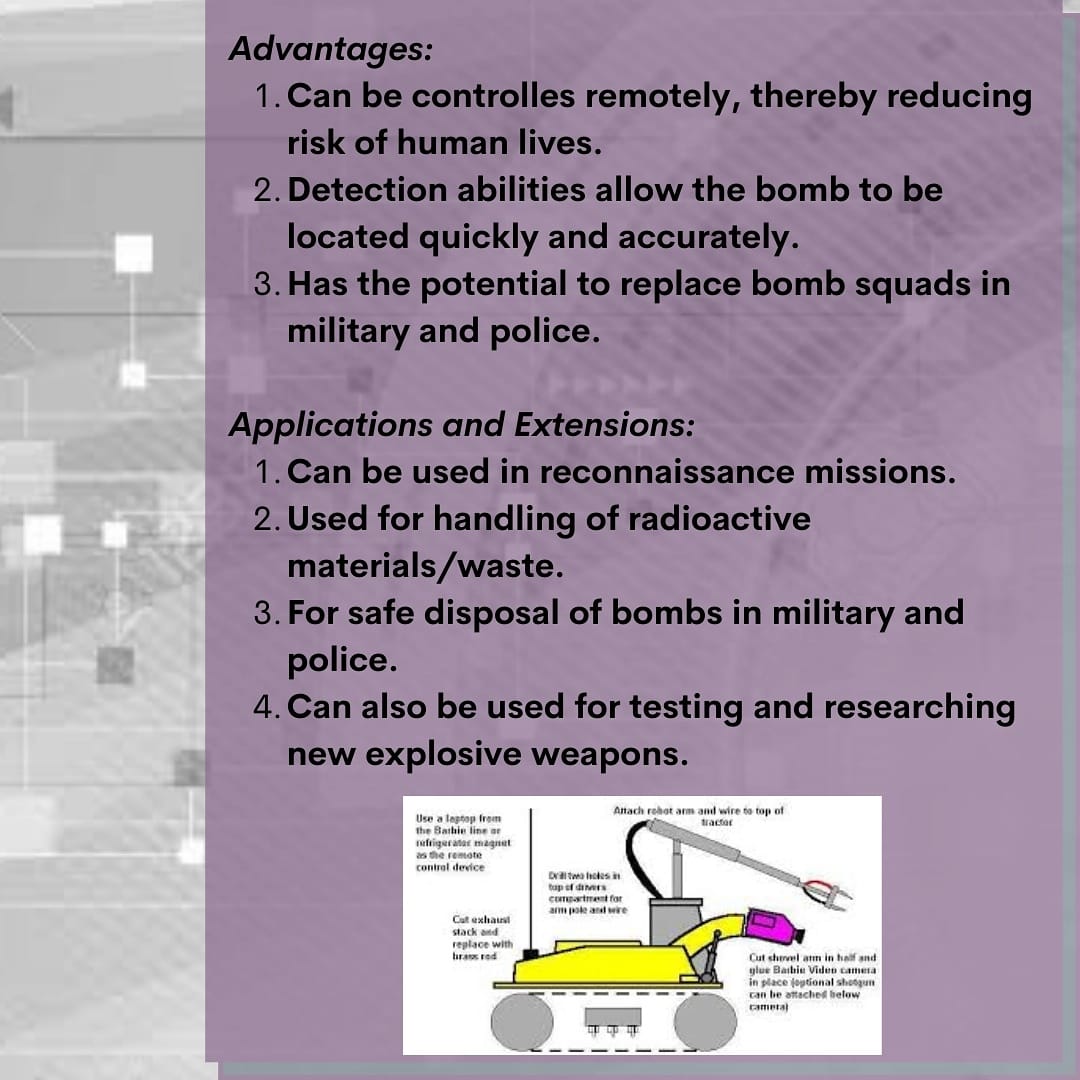 Advantages:
1. Can be controlles remotely, thereby reducing
risk of human lives.
2. Detection abilities allow the bomb to be
located quickly and accurately.
3. Has the potential to replace bomb squads in
military and police.
Applications and Extensions:
1. Can be used in reconnaissance missions.
2. Used for handling of radioactive
materials/waste.
3. For safe disposal of bombs in military and
police.
4. Can also be used for testing and researching
new explosive weapons.
Use a laptop from
the Barbie line or
refrigerator magnet
as the remote
control device
Attach robot arm and wire to top of
tractor
Drill two holes in
top of drivers
compartment for
arm pole and wire
Cut exhaust
stack and
replace with
brass rod
Cut shovel arm in half and
glue Barbie Video camera
in place (optional shotgun
can be attached below
camera)